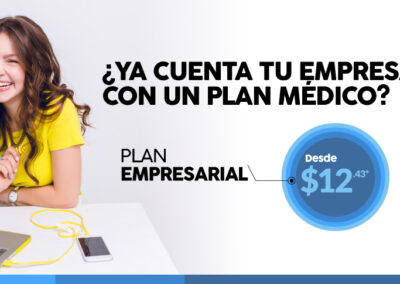 ¿YA CUENTA TU EMPRESA
CON UN PLAN MÉDICO?
PLAN
EMPRESARIAL
Desde
$12.43*